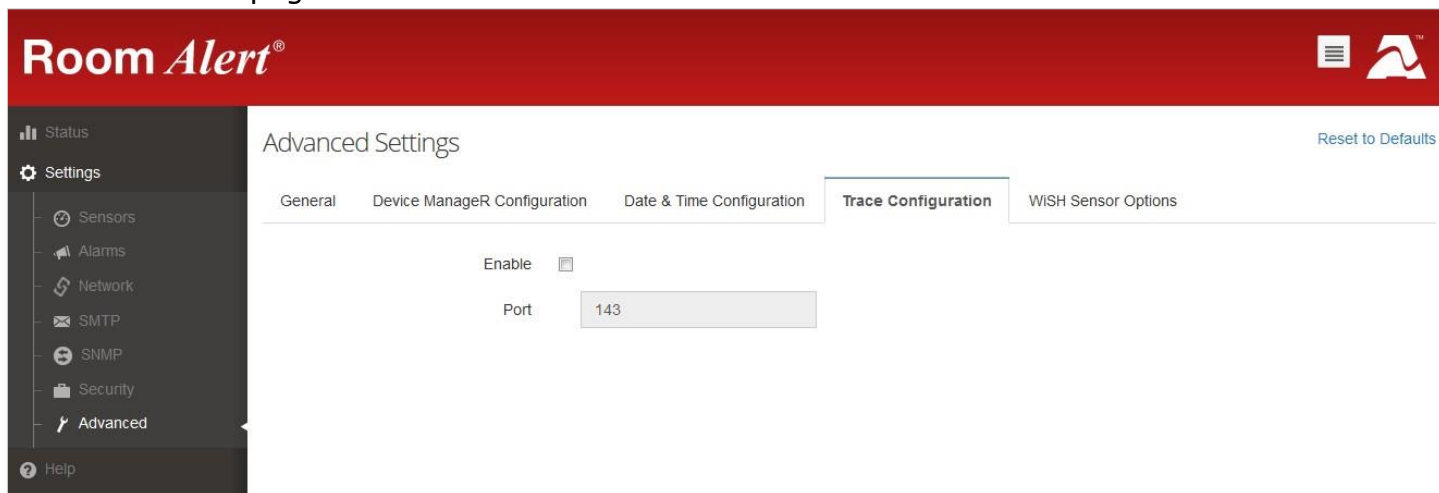 Room Alert®
Status
Settings
Sensors
Alarms
Network
SMTP
SNMP
Security
Advanced
Help
Advanced Settings
Reset to Defaults
General Device ManageR Configuration Date & Time Configuration Trace Configuration WiSH Sensor Options
Enable
Port 143